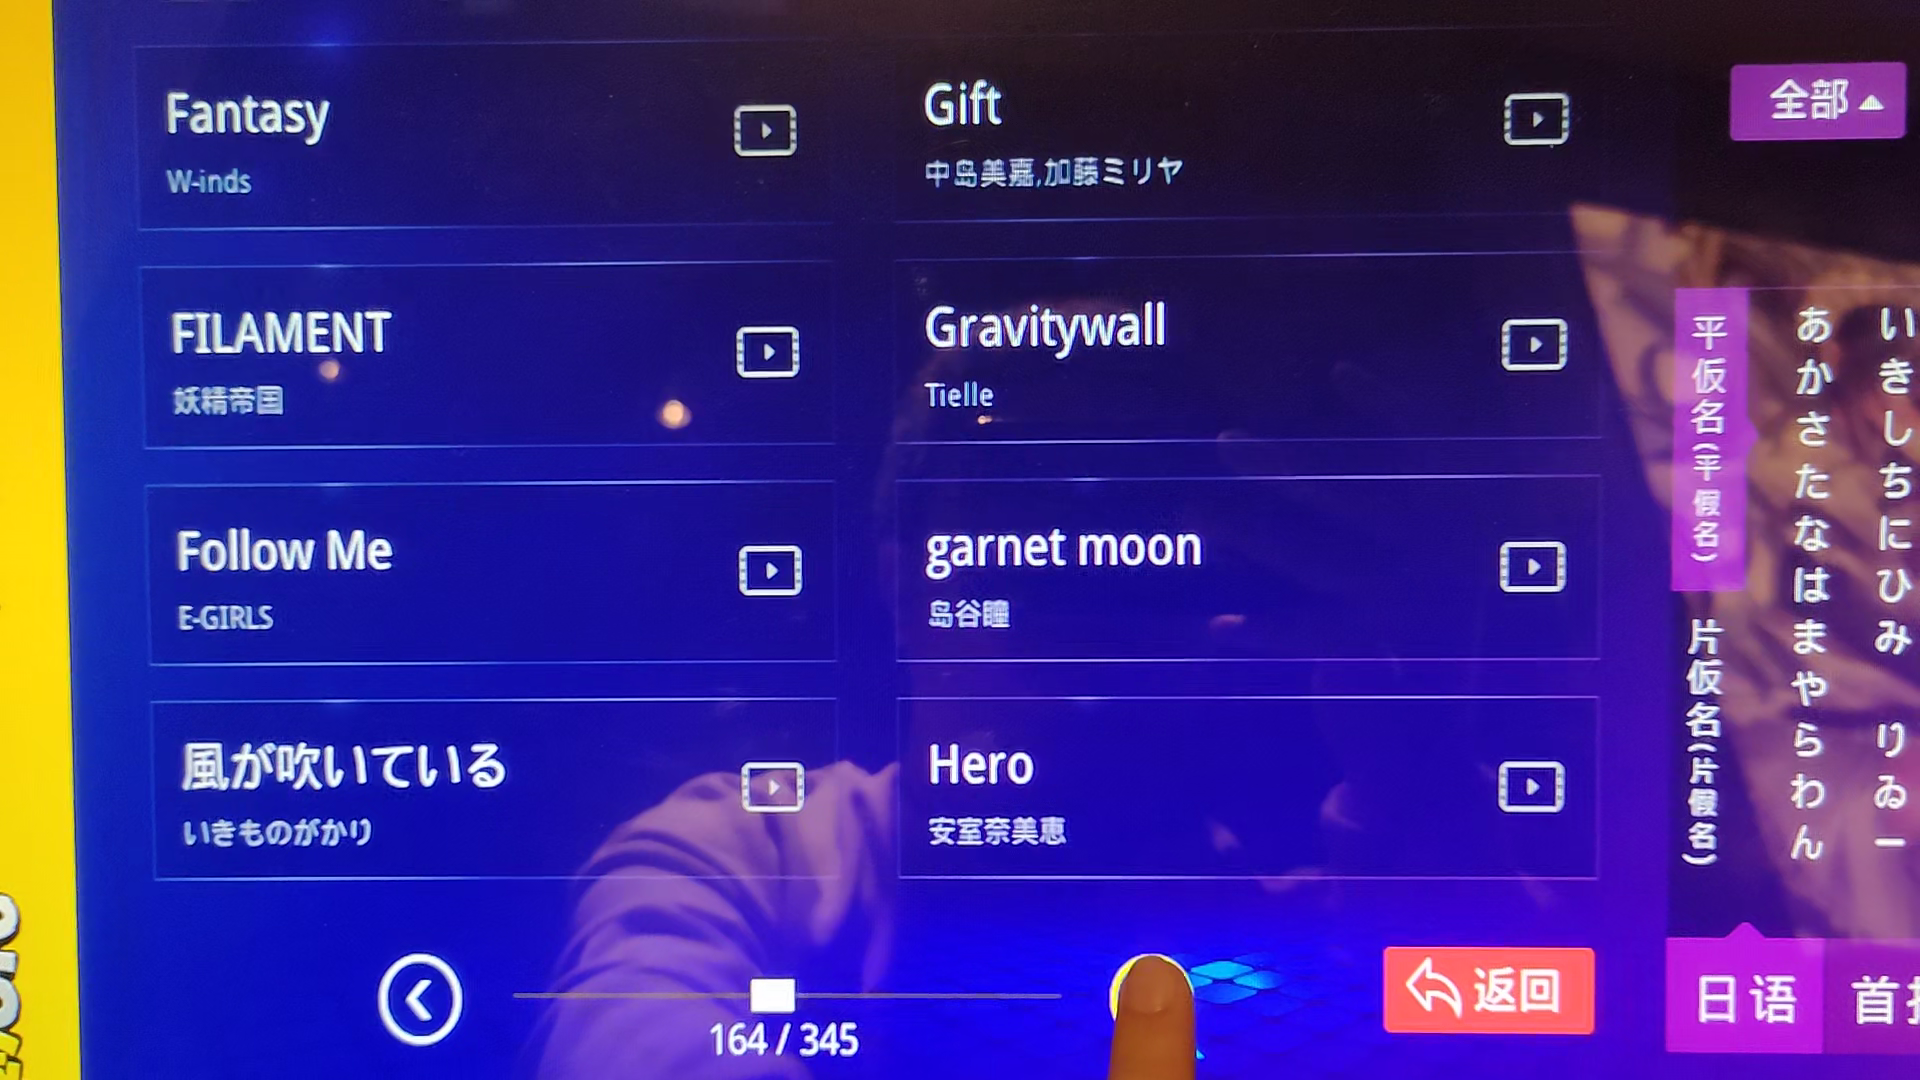 Fantasy
W-inds
Gift
中岛美嘉,加藤ミリヤ
FILAMENT
妖精帝国
Gravitywall
Tielle
Follow Me
E-GIRLS
garnet moon
岛谷瞳
風が吹いている
いきものがかり
Hero
安室奈美恵
164 / 345
返回
全部
平仮名(平假名)
片仮名(片假名)
あかさたなはまやらわん
いきしちにひみ りゐー
日语
首